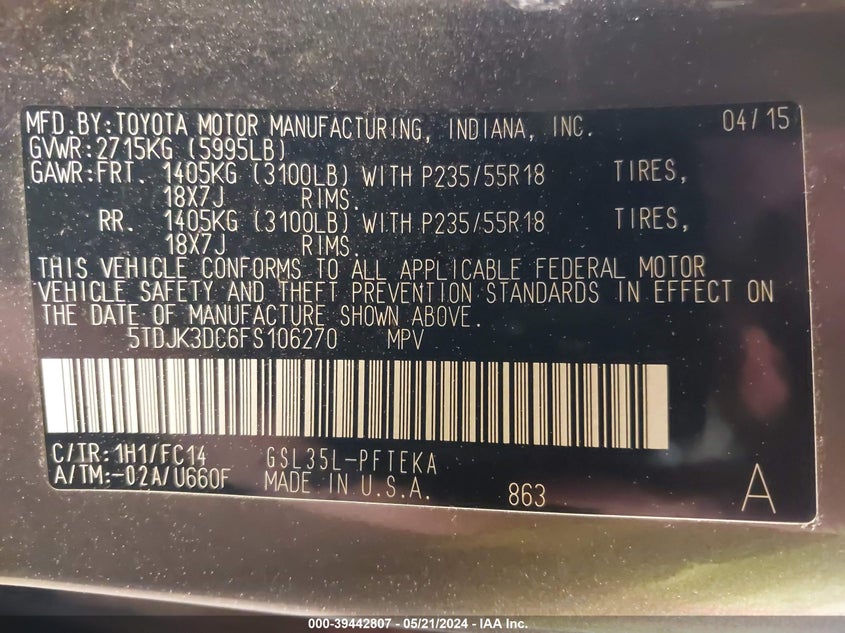 MFD.BY:TOYOTA MOTOR MANUFACTURING, INDIANA, INC. 04/15
GVWR:2715KG (5995LB)
GAWR:FRT. 1405KG (3100LB) WITH P235/55R18 TIRES,
18X7J RIMS.
RR. 1405KG (3100LB) WITH P235/55R18 TIRES,
18X7J RIMS.
THIS VEHICLE CONFORMS TO ALL APPLICABLE FEDERAL MOTOR
VEHICLE SAFETY AND THEFT PREVENTION STANDARDS IN EFFECT ON
THE DATE OF MANUFACTURE SHOWN ABOVE.
5TDJK3DC6FS106270 MPV
C/TR:1H1/FC14 GSL35L-PFTEKA
A/TM:-02A/U660F MADE IN U.S.A. 863 A
000-39442807 - 05/21/2024 - IAA Inc.